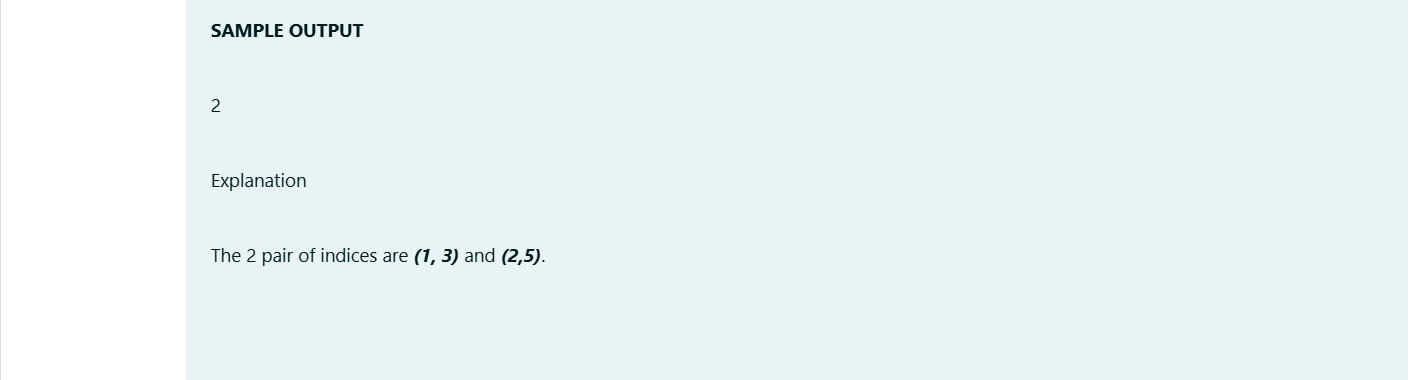 SAMPLE OUTPUT
2
Explanation
The 2 pair of indices are (1, 3) and (2,5).